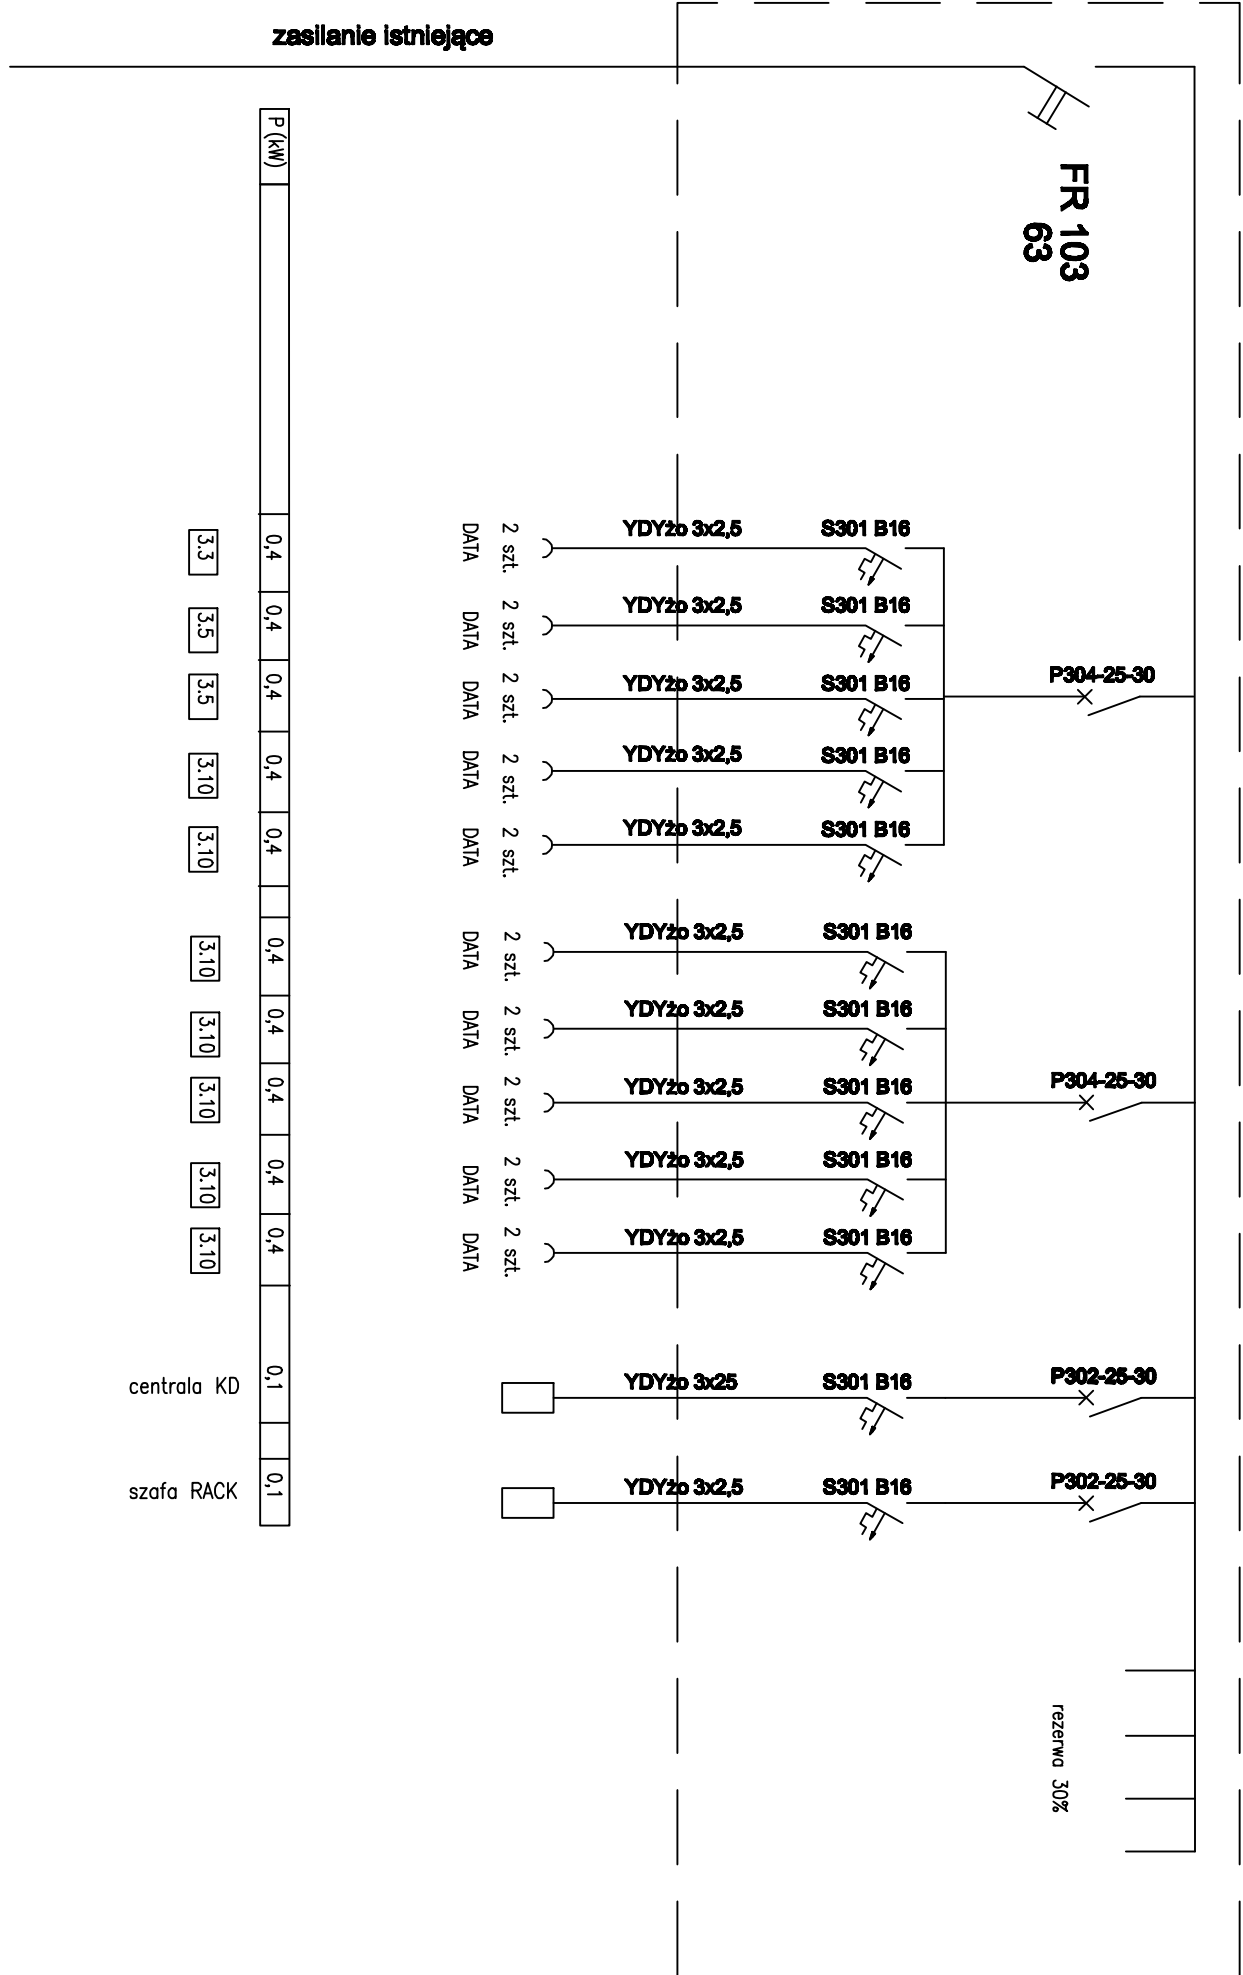 zasilanie istniejące
P (kW)
FR 103
63
3.3
0,4
DATA
2 szt.
YDYżo 3x2,5
S301 B16
3.5
0,4
DATA
2 szt.
YDYżo 3x2,5
S301 B16
3.5
0,4
DATA
2 szt.
YDYżo 3x2,5
S301 B16
P304-25-30
3.10
0,4
DATA
2 szt.
YDYżo 3x2,5
S301 B16
3.10
0,4
DATA
2 szt.
YDYżo 3x2,5
S301 B16
3.10
0,4
DATA
2 szt.
YDYżo 3x2,5
S301 B16
3.10
0,4
DATA
2 szt.
YDYżo 3x2,5
S301 B16
3.10
0,4
DATA
2 szt.
YDYżo 3x2,5
S301 B16
P304-25-30
3.10
0,4
DATA
2 szt.
YDYżo 3x2,5
S301 B16
3.10
0,4
DATA
2 szt.
YDYżo 3x2,5
S301 B16
centrala KD
0,1
YDYżo 3x25
S301 B16
P302-25-30
szafa RACK
0,1
YDYżo 3x2,5
S301 B16
P302-25-30
rezerwa 30%